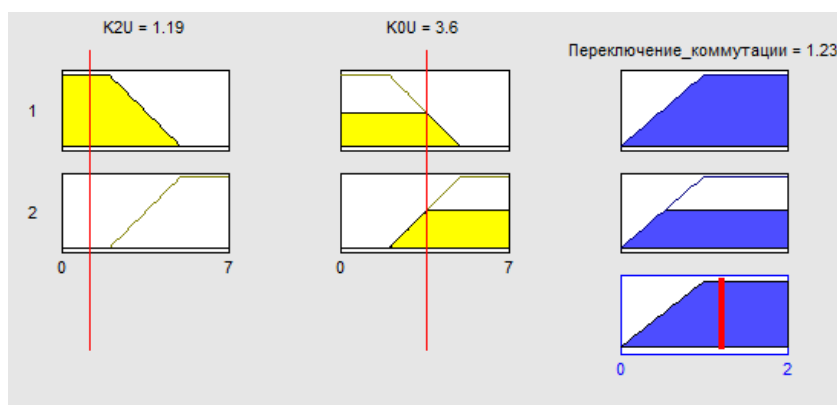 K2U = 1.19
K0U = 3.6
Переключение_коммутации = 1.23
1
2
0 7
0 7
0 2